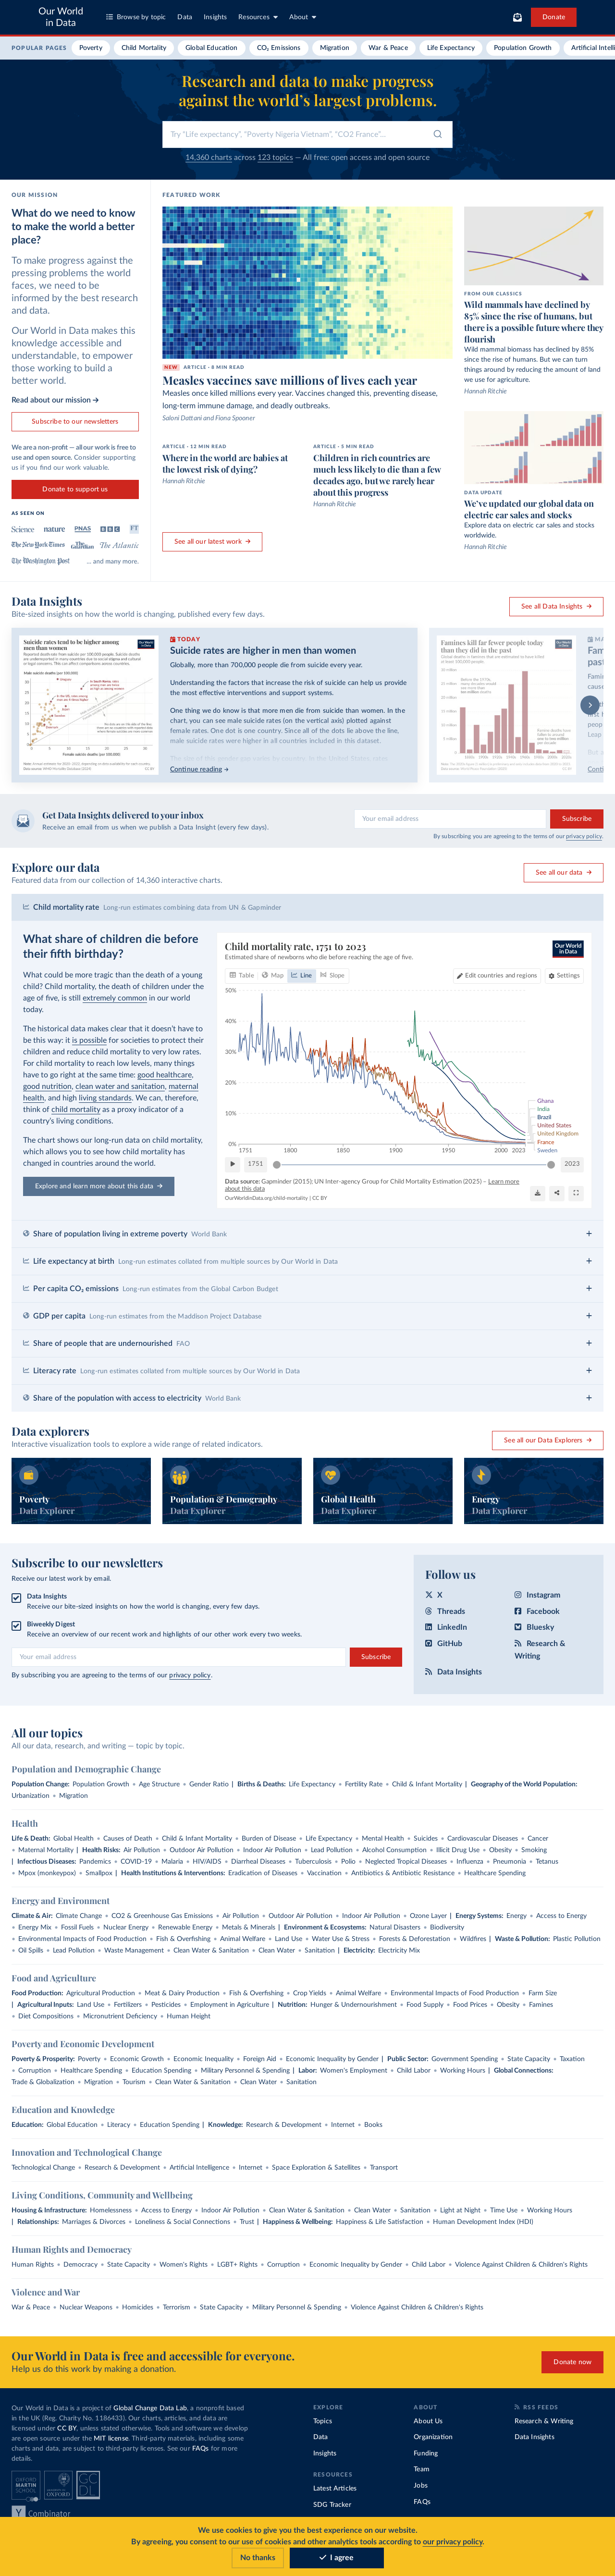 Our World
in Data
Browse by topic
Data
Insights
Resources
About
Donate
POPULAR PAGES
Poverty
Child Mortality
Global Education
CO₂ Emissions
Migration
War & Peace
Life Expectancy
Population Growth
Artificial Intelli
Research and data to make progress
against the world's largest problems.
Try "Life expectancy", "Poverty Nigeria Vietnam", "CO2 France"...
14,360 charts across 123 topics — All free: open access and open source
OUR MISSION
What do we need to know
to make the world a better
place?
To make progress against the
pressing problems the world
faces, we need to be
informed by the best research
and data.
Our World in Data makes this
knowledge accessible and
understandable, to empower
those working to build a
better world.
Read about our mission →
Subscribe to our newsletters
We are a non-profit — all our work is free to
use and open source. Consider supporting
us if you find our work valuable.
Donate to support us
AS SEEN ON
Science
nature
PNAS
BBC
FT
The New York Times
The Guardian
The Atlantic
The Washington Post
... and many more.
FEATURED WORK
NEW ARTICLE · 8 MIN READ
Measles vaccines save millions of lives each year
Measles once killed millions every year. Vaccines changed this, preventing disease,
long-term immune damage, and deadly outbreaks.
Saloni Dattani and Fiona Spooner
ARTICLE · 12 MIN READ
Where in the world are babies at
the lowest risk of dying?
Hannah Ritchie
ARTICLE · 5 MIN READ
Children in rich countries are
much less likely to die than a few
decades ago, but we rarely hear
about this progress
Hannah Ritchie
See all our latest work →
FROM OUR CLASSICS
Wild mammals have declined by
85% since the rise of humans, but
there is a possible future where they
flourish
Wild mammal biomass has declined by 85%
since the rise of humans. But we can turn
things around by reducing the amount of land
we use for agriculture.
Hannah Ritchie
DATA UPDATE
We've updated our global data on
electric car sales and stocks
Explore data on electric car sales and stocks
worldwide.
Hannah Ritchie
Data Insights
Bite-sized insights on how the world is changing, published every few days.
See all Data Insights →
Suicide rates tend to be higher among
men than women
TODAY
Suicide rates are higher in men than women
Globally, more than 700,000 people die from suicide every year.
Understanding the factors that increase the risk of suicide can help us provide
the most effective interventions and support systems.
One thing we do know is that more men die from suicide than women. In the
chart, you can see male suicide rates (on the vertical axis) plotted against
female rates. One dot is one country. Since all of the dots lie above the line,
male suicide rates were higher in all countries included in this dataset.
Continue reading →
Famines kill far fewer people today
than they did in the past
Get Data Insights delivered to your inbox
Receive an email from us when we publish a Data Insight (every few days).
Your email address
Subscribe
By subscribing you are agreeing to the terms of our privacy policy.
Explore our data
Featured data from our collection of 14,360 interactive charts.
See all our data →
Child mortality rate Long-run estimates combining data from UN & Gapminder
What share of children die before
their fifth birthday?
What could be more tragic than the death of a young
child? Child mortality, the death of children under the
age of five, is still extremely common in our world
today.
The historical data makes clear that it doesn't have to
be this way: it is possible for societies to protect their
children and reduce child mortality to very low rates.
For child mortality to reach low levels, many things
have to go right at the same time: good healthcare,
good nutrition, clean water and sanitation, maternal
health, and high living standards. We can, therefore,
think of child mortality as a proxy indicator of a
country's living conditions.
The chart shows our long-run data on child mortality,
which allows you to see how child mortality has
changed in countries around the world.
Explore and learn more about this data →
Child mortality rate, 1751 to 2023
Estimated share of newborns who die before reaching the age of five.
Our World
in Data
Table
Map
Line
Slope
Edit countries and regions
Settings
50%
40%
30%
20%
10%
0%
1751
1800
1850
1900
1950
2000
2023
Ghana
India
Brazil
United States
United Kingdom
France
Sweden
1751
2023
Data source: Gapminder (2015); UN Inter-agency Group for Child Mortality Estimation (2025) – Learn more
about this data
OurWorldinData.org/child-mortality | CC BY
Share of population living in extreme poverty World Bank
Life expectancy at birth Long-run estimates collated from multiple sources by Our World in Data
Per capita CO₂ emissions Long-run estimates from the Global Carbon Budget
GDP per capita Long-run estimates from the Maddison Project Database
Share of people that are undernourished FAO
Literacy rate Long-run estimates collated from multiple sources by Our World in Data
Share of the population with access to electricity World Bank
Data explorers
Interactive visualization tools to explore a wide range of related indicators.
See all our Data Explorers →
Poverty
Data Explorer
Population & Demography
Data Explorer
Global Health
Data Explorer
Energy
Data Explorer
Subscribe to our newsletters
Receive our latest work by email.
Data Insights
Receive our bite-sized insights on how the world is changing, every few days.
Biweekly Digest
Receive an overview of our recent work and highlights of our other work every two weeks.
Your email address
Subscribe
By subscribing you are agreeing to the terms of our privacy policy.
Follow us
X
Instagram
Threads
Facebook
LinkedIn
Bluesky
GitHub
Research &
Writing
Data Insights
All our topics
All our data, research, and writing — topic by topic.
Population and Demographic Change
Population Change: Population Growth • Age Structure • Gender Ratio | Births & Deaths: Life Expectancy • Fertility Rate • Child & Infant Mortality | Geography of the World Population:
Urbanization • Migration
Health
Life & Death: Global Health • Causes of Death • Child & Infant Mortality • Burden of Disease • Life Expectancy • Mental Health • Suicides • Cardiovascular Diseases • Cancer
• Maternal Mortality | Health Risks: Air Pollution • Outdoor Air Pollution • Indoor Air Pollution • Lead Pollution • Alcohol Consumption • Illicit Drug Use • Obesity • Smoking
| Infectious Diseases: Pandemics • COVID-19 • Malaria • HIV/AIDS • Diarrheal Diseases • Tuberculosis • Polio • Neglected Tropical Diseases • Influenza • Pneumonia • Tetanus
• Mpox (monkeypox) • Smallpox | Health Institutions & Interventions: Eradication of Diseases • Vaccination • Antibiotics & Antibiotic Resistance • Healthcare Spending
Energy and Environment
Climate & Air: Climate Change • CO2 & Greenhouse Gas Emissions • Air Pollution • Outdoor Air Pollution • Indoor Air Pollution • Ozone Layer | Energy Systems: Energy • Access to Energy
• Energy Mix • Fossil Fuels • Nuclear Energy • Renewable Energy • Metals & Minerals | Environment & Ecosystems: Natural Disasters • Biodiversity
• Environmental Impacts of Food Production • Fish & Overfishing • Animal Welfare • Land Use • Water Use & Stress • Forests & Deforestation • Wildfires | Waste & Pollution: Plastic Pollution
• Oil Spills • Lead Pollution • Waste Management • Clean Water & Sanitation • Clean Water • Sanitation | Electricity: Electricity Mix
Food and Agriculture
Food Production: Agricultural Production • Meat & Dairy Production • Fish & Overfishing • Crop Yields • Animal Welfare • Environmental Impacts of Food Production • Farm Size
| Agricultural Inputs: Land Use • Fertilizers • Pesticides • Employment in Agriculture | Nutrition: Hunger & Undernourishment • Food Supply • Food Prices • Obesity • Famines
• Diet Compositions • Micronutrient Deficiency • Human Height
Poverty and Economic Development
Poverty & Prosperity: Poverty • Economic Growth • Economic Inequality • Foreign Aid • Economic Inequality by Gender | Public Sector: Government Spending • State Capacity • Taxation
• Corruption • Healthcare Spending • Education Spending • Military Personnel & Spending | Labor: Women's Employment • Child Labor • Working Hours | Global Connections:
Trade & Globalization • Migration • Tourism • Clean Water & Sanitation • Clean Water • Sanitation
Education and Knowledge
Education: Global Education • Literacy • Education Spending | Knowledge: Research & Development • Internet • Books
Innovation and Technological Change
Technological Change • Research & Development • Artificial Intelligence • Internet • Space Exploration & Satellites • Transport
Living Conditions, Community and Wellbeing
Housing & Infrastructure: Homelessness • Access to Energy • Indoor Air Pollution • Clean Water & Sanitation • Clean Water • Sanitation • Light at Night • Time Use • Working Hours
| Relationships: Marriages & Divorces • Loneliness & Social Connections • Trust | Happiness & Wellbeing: Happiness & Life Satisfaction • Human Development Index (HDI)
Human Rights and Democracy
Human Rights • Democracy • State Capacity • Women's Rights • LGBT+ Rights • Corruption • Economic Inequality by Gender • Child Labor • Violence Against Children & Children's Rights
Violence and War
War & Peace • Nuclear Weapons • Homicides • Terrorism • State Capacity • Military Personnel & Spending • Violence Against Children & Children's Rights
Our World in Data is free and accessible for everyone.
Help us do this work by making a donation.
Donate now
Our World in Data is a project of Global Change Data Lab, a nonprofit based
in the UK (Reg. Charity No. 1186433). Our charts, articles, and data are
licensed under CC BY, unless stated otherwise. Tools and software we develop
are open source under the MIT license. Third-party materials, including some
charts and data, are subject to third-party licenses. See our FAQs for more
details.
OXFORD
MARTIN
SCHOOL
UNIVERSITY OF
OXFORD
GC
DL
Y Combinator
EXPLORE
Topics
Data
Insights
RESOURCES
Latest Articles
SDG Tracker
ABOUT
About Us
Organization
Funding
Team
Jobs
FAQs
RSS FEEDS
Research & Writing
Data Insights
We use cookies to give you the best experience on our website.
By agreeing, you consent to our use of cookies and other analytics tools according to our privacy policy.
No thanks
I agree